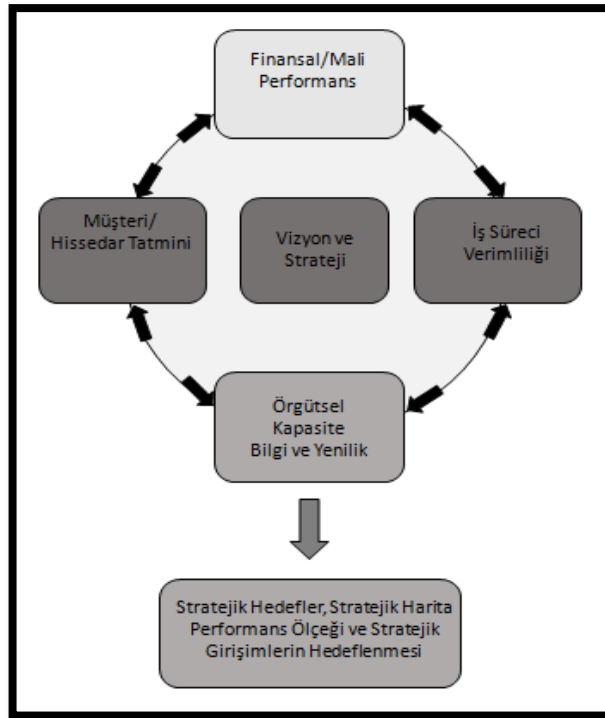 Finansal/Mali
Performans
Müşteri/
Hissedar Tatmini
Vizyon ve
Strateji
İş Süreci
Verimliliği
Örgütsel
Kapasite
Bilgi ve Yenilik
Stratejik Hedefler, Stratejik Harita
Performans Ölçeği ve Stratejik
Girişimlerin Hedeflenmesi